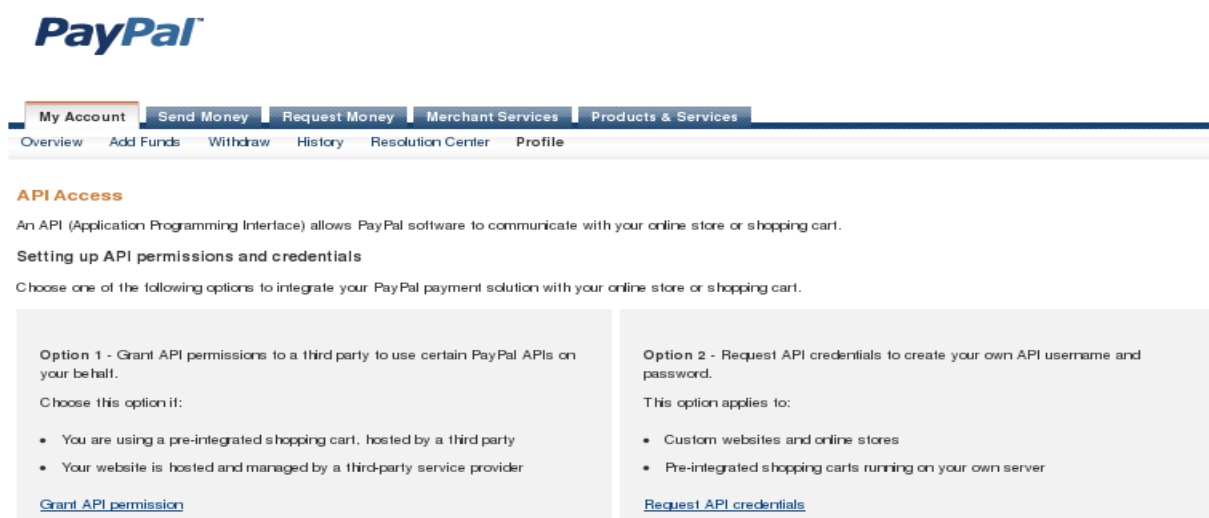 PayPal™
My Account Send Money Request Money Merchant Services Products & Services
Overview Add Funds Withdraw History Resolution Center Profile
API Access
An API (Application Programming Interface) allows PayPal software to communicate with your online store or shopping cart.
Setting up API permissions and credentials
Choose one of the following options to integrate your PayPal payment solution with your online store or shopping cart.
Option 1 - Grant API permissions to a third party to use certain PayPal APIs on
your behalf.
Choose this option if:
• You are using a pre-integrated shopping cart, hosted by a third party
• Your website is hosted and managed by a third-party service provider
Grant API permission
Option 2 - Request API credentials to create your own API username and
password.
This option applies to:
• Custom websites and online stores
• Pre-integrated shopping carts running on your own server
Request API credentials